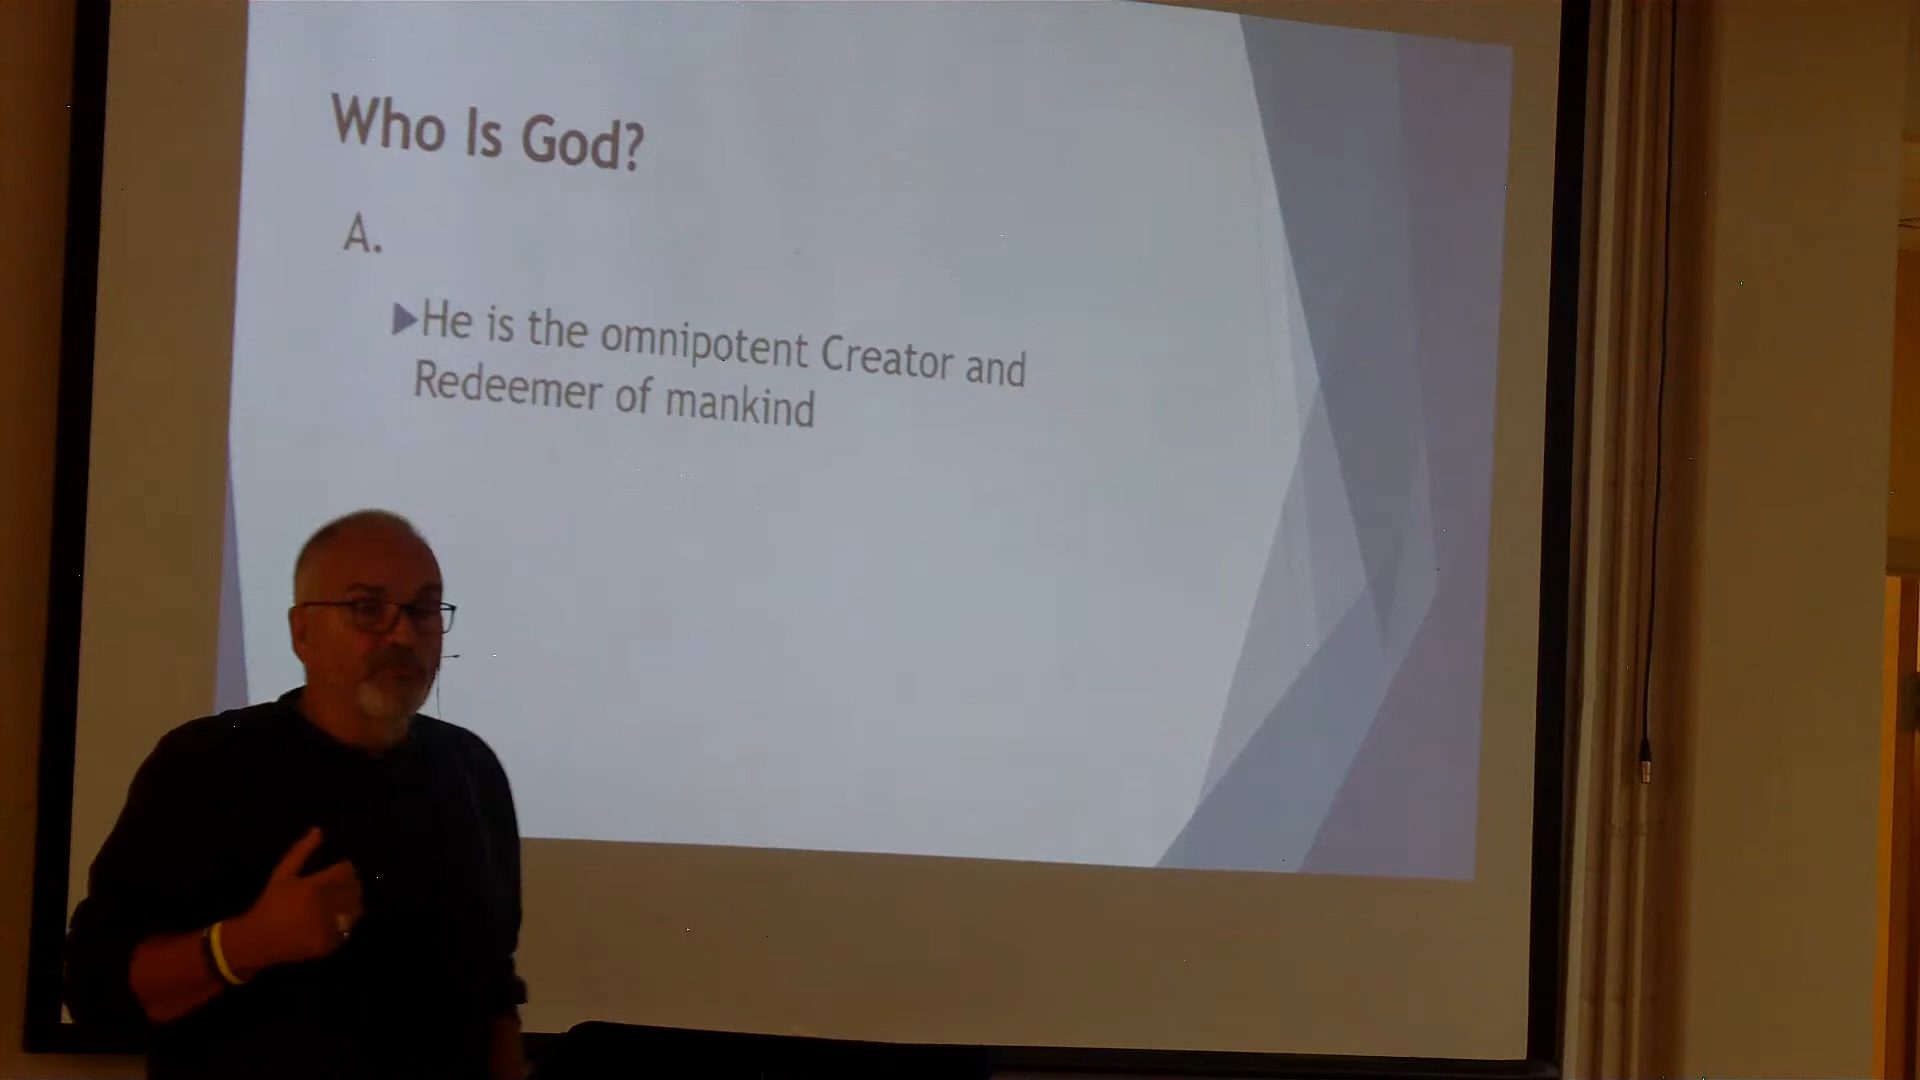 Who Is God?
A.
He is the omnipotent Creator and
Redeemer of mankind